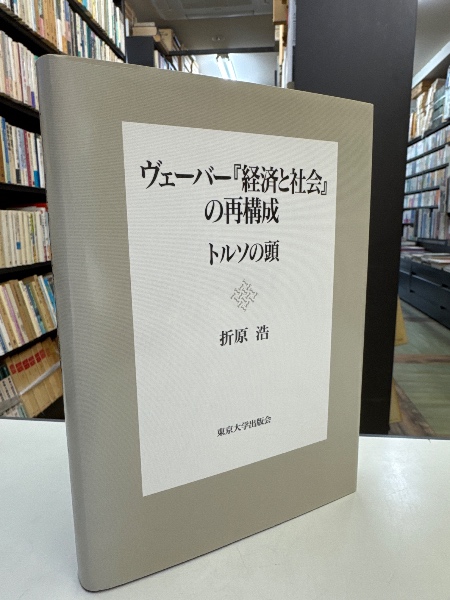 ヴェーバー『経済と社会』
の再構成
トルソの頭
折原 浩
東京大学出版会